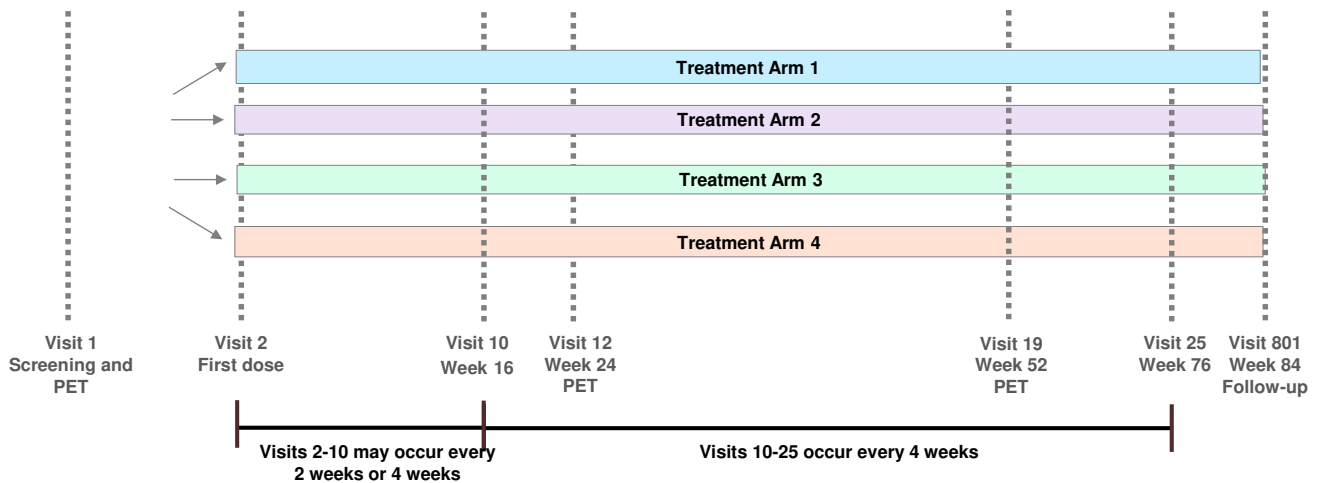 Treatment Arm 1
Treatment Arm 2
Treatment Arm 3
Treatment Arm 4
Visit 1
Screening and
PET
Visit 2
First dose
Visit 10
Week 16
Visit 12
Week 24
PET
Visit 19
Week 52
PET
Visit 25
Week 76
Visit 801
Week 84
Follow-up
Visits 2-10 may occur every
2 weeks or 4 weeks
Visits 10-25 occur every 4 weeks